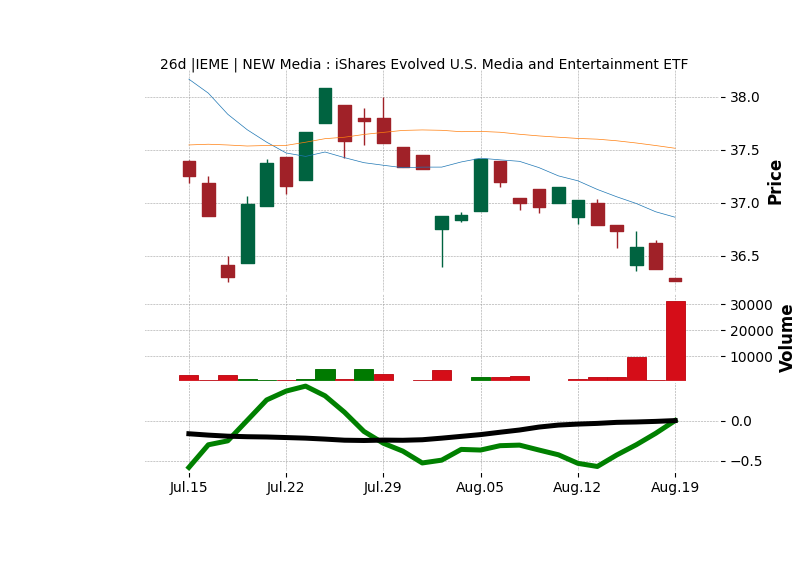 26d |IEME | NEW Media : iShares Evolved U.S. Media and Entertainment ETF
38.0
37.5
37.0
36.5
Price
30000
20000
10000
Volume
0.0
−0.5
Jul.15 Jul.22 Jul.29 Aug.05 Aug.12 Aug.19